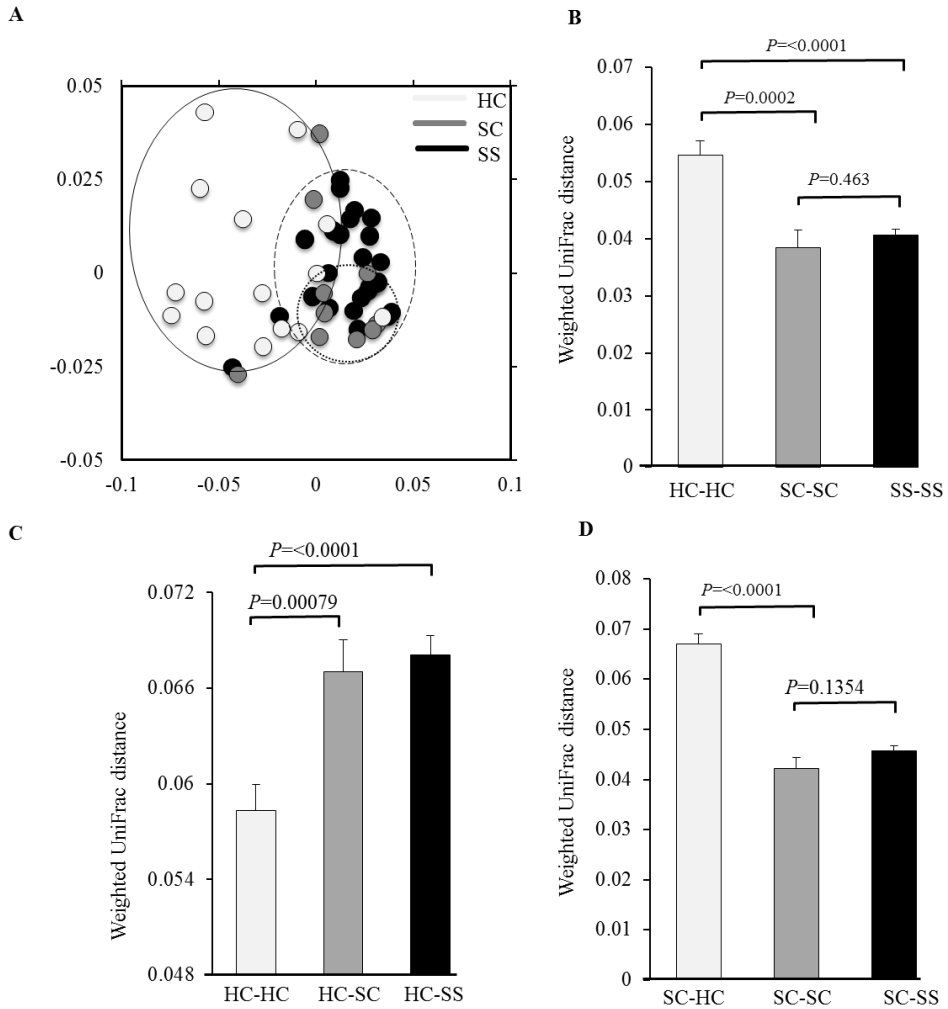 A
HC
SC
SS
0.05
0.025
0
-0.025
-0.05
-0.1
-0.05
0
0.05
0.1
B
P=<0.0001
P=0.0002
P=0.463
Weighted UniFrac distance
0.07
0.06
0.05
0.04
0.03
0.02
0.01
0
HC-HC
SC-SC
SS-SS
C
P=<0.0001
P=0.00079
Weighted UniFrac distance
0.072
0.066
0.06
0.054
0.048
HC-HC
HC-SC
HC-SS
D
P=<0.0001
P=0.1354
Weighted UniFrac distance
0.08
0.07
0.06
0.05
0.04
0.03
0.02
0.01
0
SC-HC
SC-SC
SC-SS